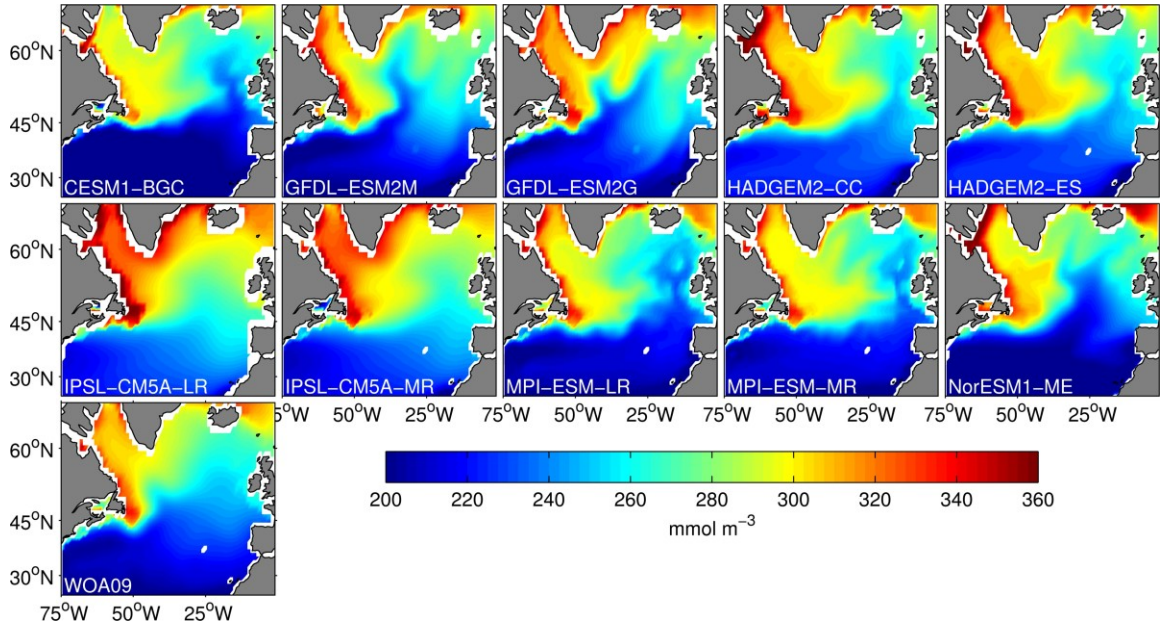 60°N
45°N
30°N
CESM1-BGC
GFDL-ESM2M
GFDL-ESM2G
HADGEM2-CC
HADGEM2-ES
60°N
45°N
30°N
IPSL-CM5A-LR
IPSL-CM5A-MR
MPI-ESM-LR
MPI-ESM-MR
NorESM1-ME
75°W 50°W 25°W 75°W 50°W 25°W 75°W 50°W 25°W 75°W 50°W 25°W
60°N
45°N
30°N
WOA09
75°W 50°W 25°W
200 220 240 260 280 300 320 340 360
mmol m⁻³